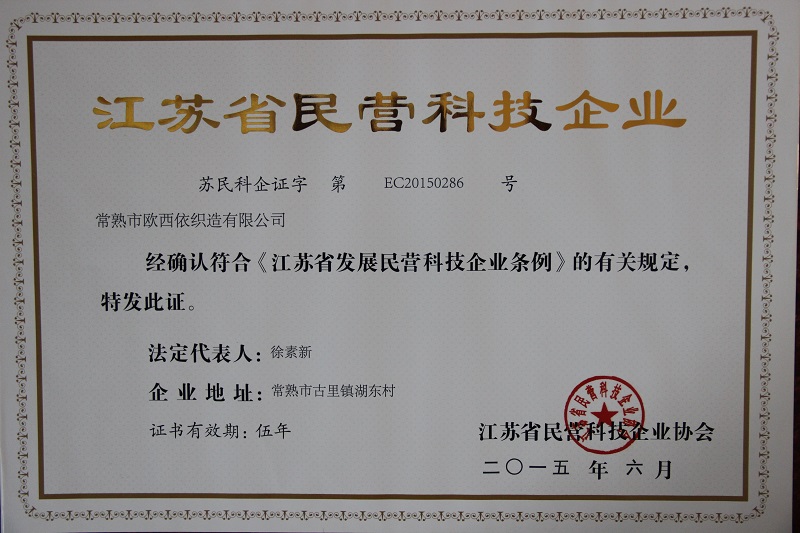 江苏省民营科技企业
苏民科企证字 第 EC20150286 号
常熟市欧西依织造有限公司
经确认符合《江苏省发展民营科技企业条例》的有关规定，
特发此证。
法定代表人：徐素新
企业地址：常熟市古里镇湖东村
证书有效期：伍年
江苏省民营科技企业协会
二〇一五 年 六 月